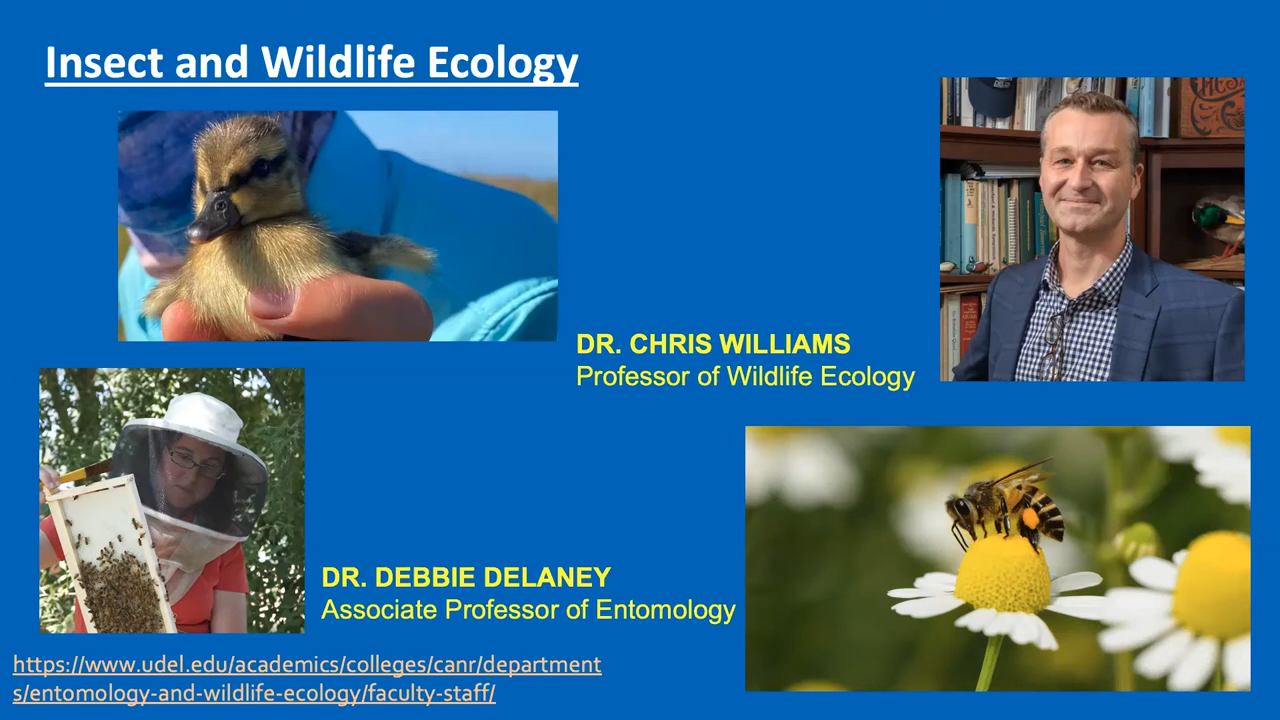 Insect and Wildlife Ecology
DR. CHRIS WILLIAMS
Professor of Wildlife Ecology
DR. DEBBIE DELANEY
Associate Professor of Entomology
https://www.udel.edu/academics/colleges/canr/department
s/entomology-and-wildlife-ecology/faculty-staff/